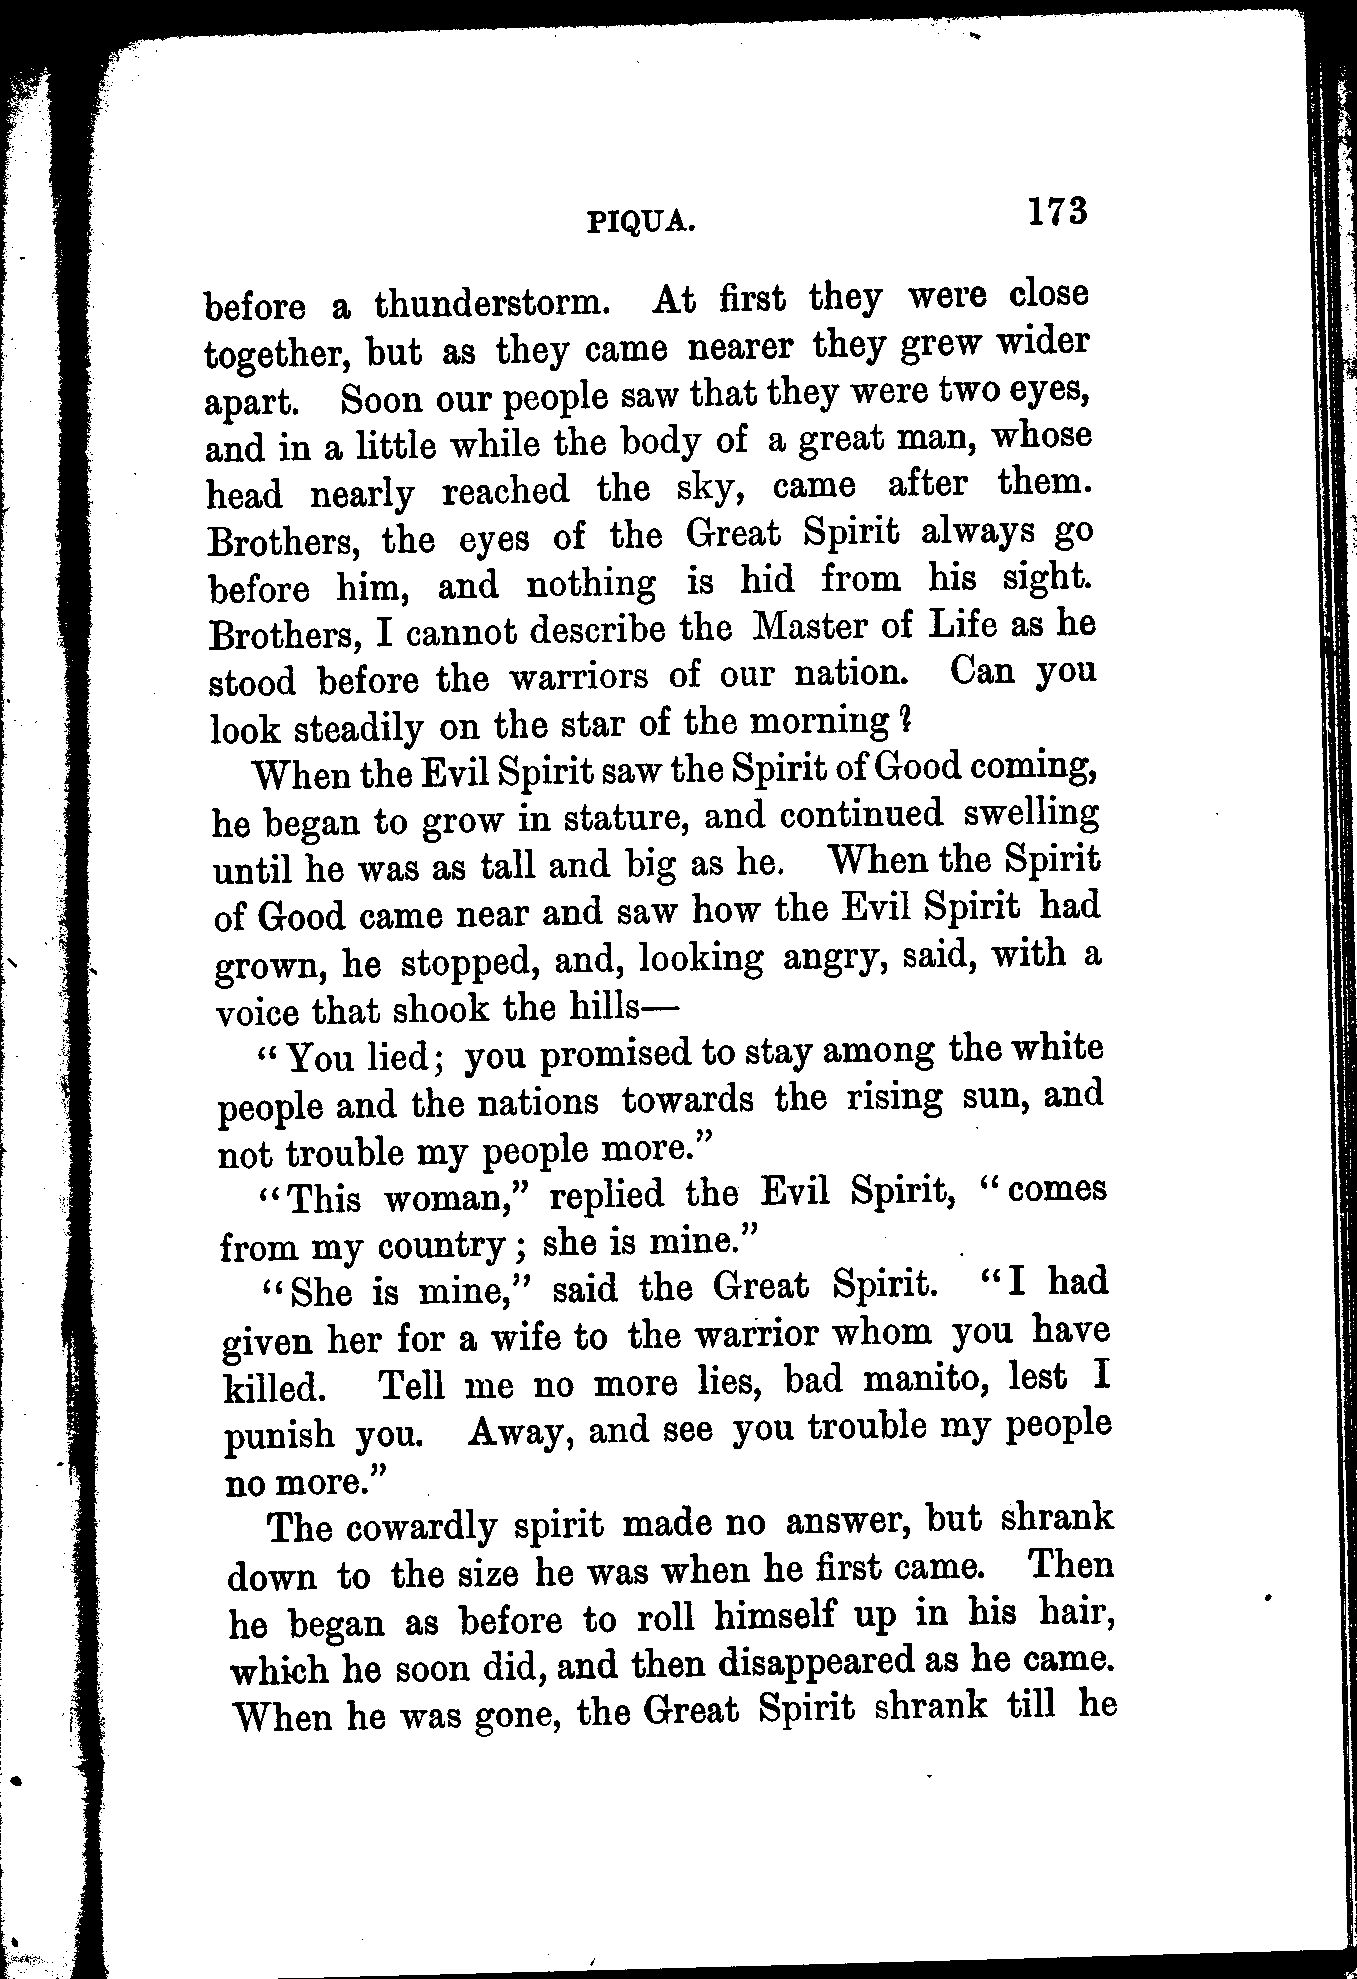 PIQUA. 173
before a thunderstorm. At first they were close
together, but as they came nearer they grew wider
apart. Soon our people saw that they were two eyes,
and in a little while the body of a great man, whose
head nearly reached the sky, came after them.
Brothers, the eyes of the Great Spirit always go
before him, and nothing is hid from his sight.
Brothers, I cannot describe the Master of Life as he
stood before the warriors of our nation. Can you
look steadily on the star of the morning?
When the Evil Spirit saw the Spirit of Good coming,
he began to grow in stature, and continued swelling
until he was as tall and big as he. When the Spirit
of Good came near and saw how the Evil Spirit had
grown, he stopped, and, looking angry, said, with a
voice that shook the hills—
“You lied; you promised to stay among the white
people and the nations towards the rising sun, and
not trouble my people more.”
“This woman,” replied the Evil Spirit, “comes
from my country; she is mine.”
“She is mine,” said the Great Spirit. “I had
given her for a wife to the warrior whom you have
killed. Tell me no more lies, bad manito, lest I
punish you. Away, and see you trouble my people
no more.”
The cowardly spirit made no answer, but shrank
down to the size he was when he first came. Then
he began as before to roll himself up in his hair,
which he soon did, and then disappeared as he came.
When he was gone, the Great Spirit shrank till he